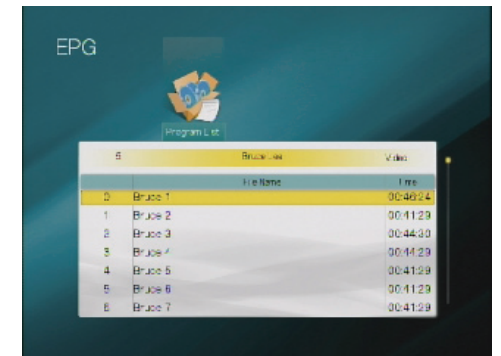 EPG
Program List
Video
File Name Time
0 Bruce 1 00:46:24
1 Bruce 2 00:41:29
2 Bruce 3 00:44:30
3 Bruce 4 00:44:29
4 Bruce 5 00:41:29
5 Bruce 6 00:41:29
6 Bruce 7 00:41:29